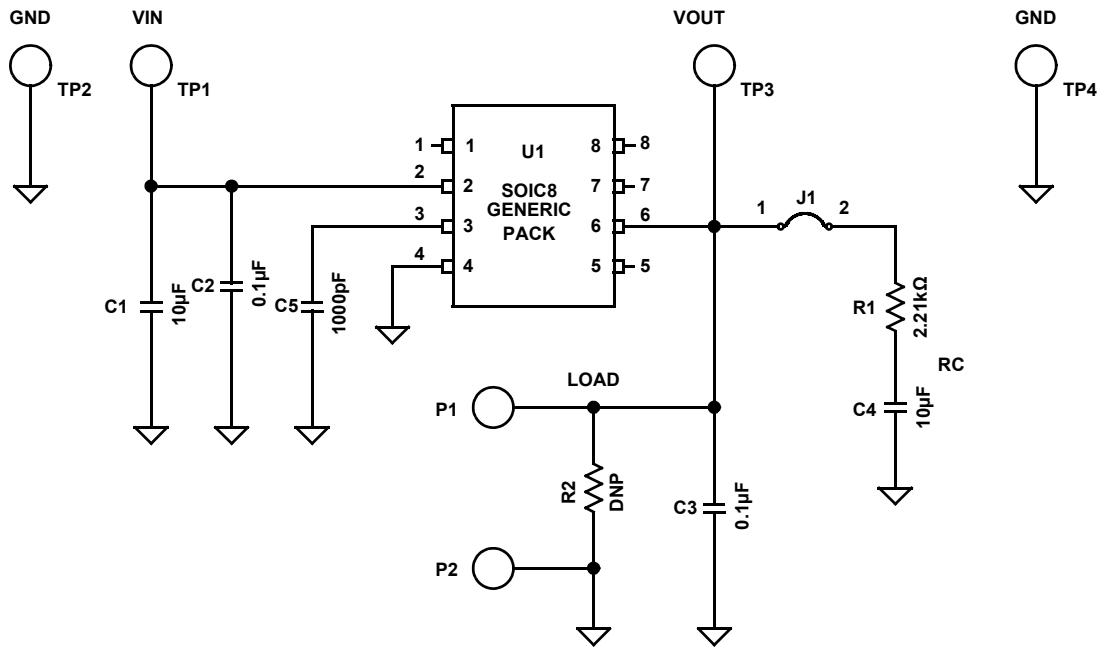 GND
VIN
VOUT
GND
TP2
TP1
TP3
TP4
U1
SOIC8
GENERIC
PACK
1
1
2
2
3
3
4
4
8
8
7
7
6
6
5
5
1
J1
2
C1
10µF
C2
0.1µF
C5
1000pF
R1
2.21kΩ
RC
C4
10µF
LOAD
P1
R2
DNP
C3
0.1µF
P2